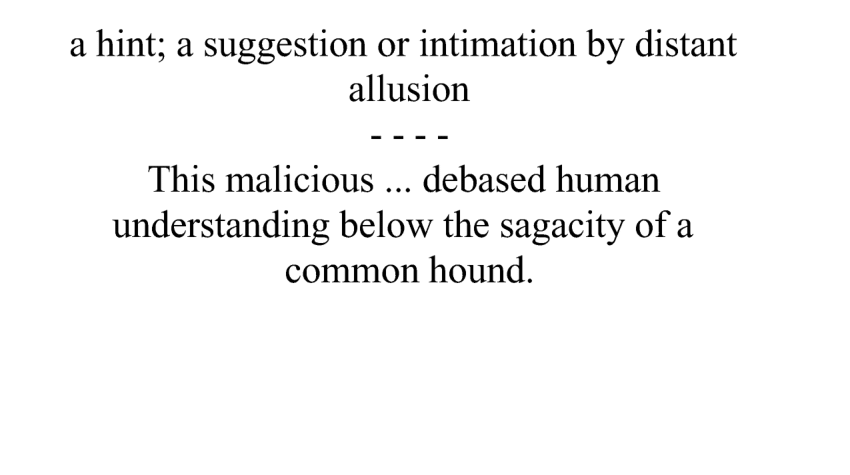 a hint; a suggestion or intimation by distant
allusion
- - - -
This malicious ... debased human
understanding below the sagacity of a
common hound.